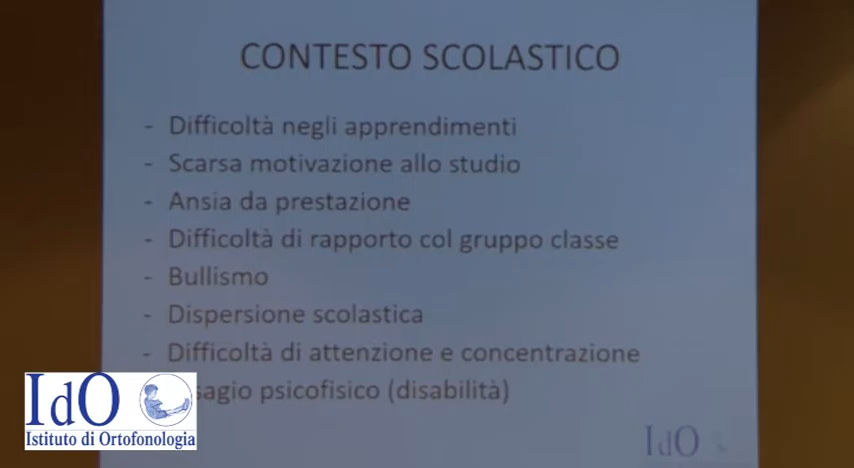 CONTESTO SCOLASTICO
- Difficoltà negli apprendimenti
- Scarsa motivazione allo studio
- Ansia da prestazione
- Difficoltà di rapporto col gruppo classe
- Bullismo
- Dispersione scolastica
- Difficoltà di attenzione e concentrazione
psicofisico (disabilità)
IdO
Istituto di Ortofonologia
IdO